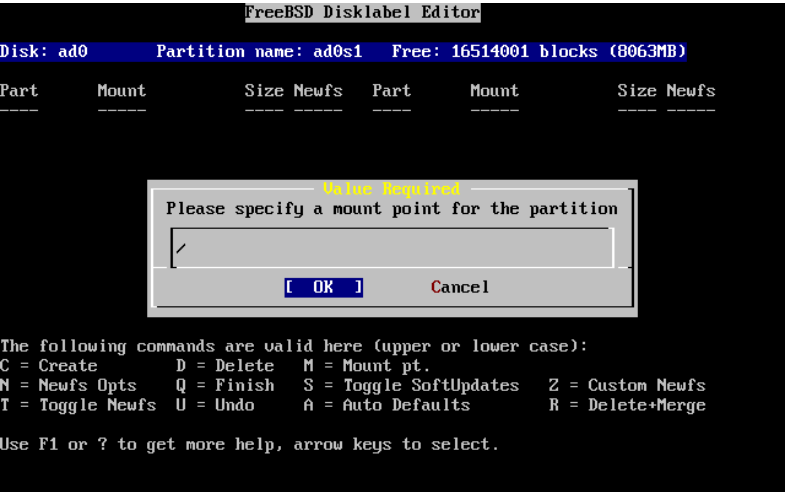 FreeBSD Disklabel Editor
Disk: ad0 Partition name: ad0s1 Free: 16514001 blocks (8063MB)
Part Mount Size Newfs Part Mount Size Newfs
---- ----- ---- ----- ---- ----- ---- -----
Value Required
Please specify a mount point for the partition
/
[ OK ] Cancel
The following commands are valid here (upper or lower case):
C = Create D = Delete M = Mount pt.
N = Newfs Opts Q = Finish S = Toggle SoftUpdates Z = Custom Newfs
T = Toggle Newfs U = Undo A = Auto Defaults R = Delete+Merge
Use F1 or ? to get more help, arrow keys to select.